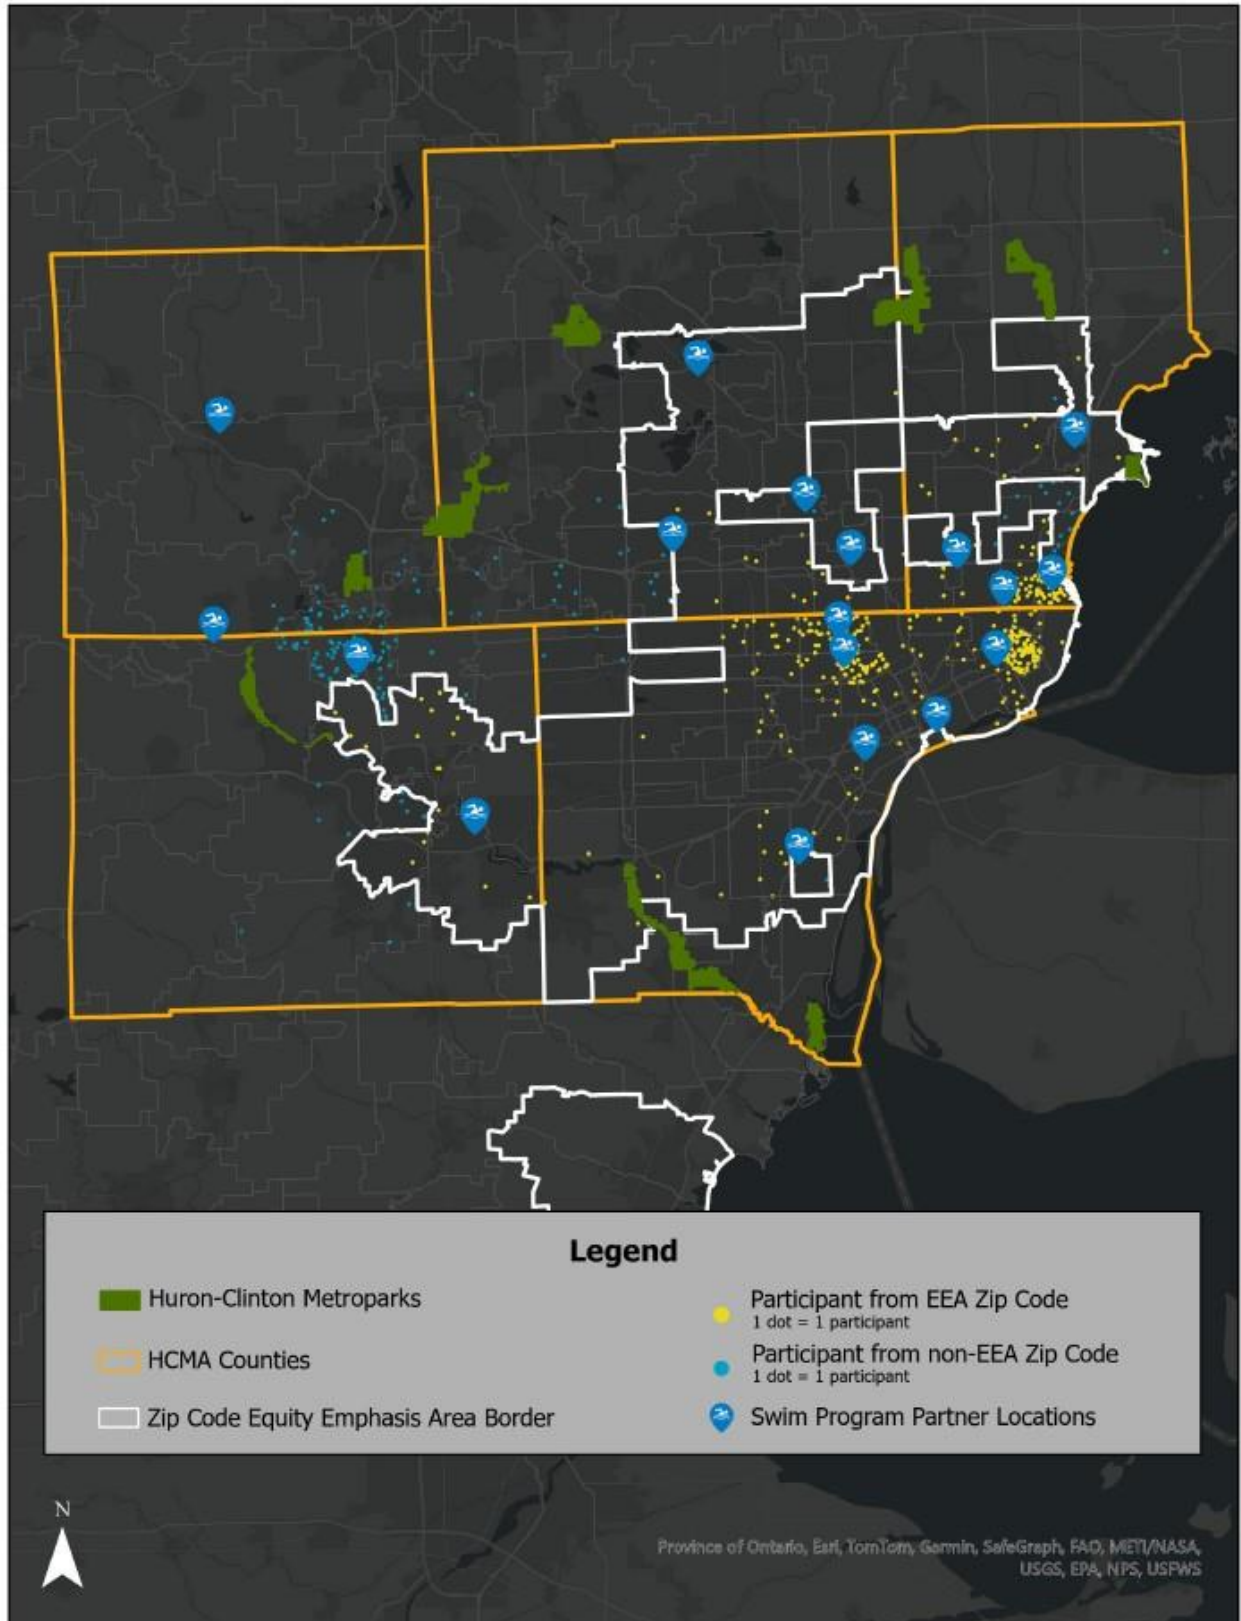 Legend
Huron-Clinton Metroparks
HCMA Counties
Zip Code Equity Emphasis Area Border
Participant from EEA Zip Code
1 dot = 1 participant
Participant from non-EEA Zip Code
1 dot = 1 participant
Swim Program Partner Locations
N
Province of Ontario, Esri, TomTom, Garmin, SafeGraph, FAO, METI/NASA,
USGS, EPA, NPS, USFWS